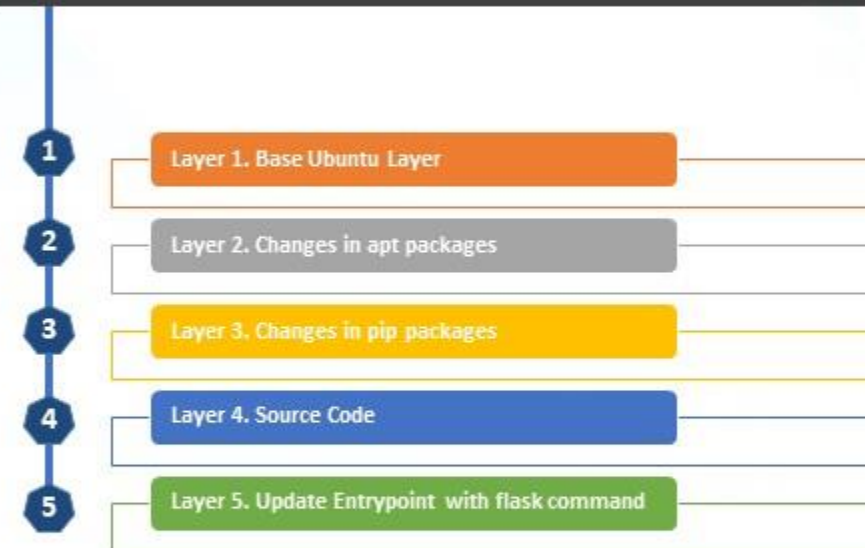 1
Layer 1. Base Ubuntu Layer
2
Layer 2. Changes in apt packages
3
Layer 3. Changes in pip packages
4
Layer 4. Source Code
5
Layer 5. Update Entrypoint with flask command